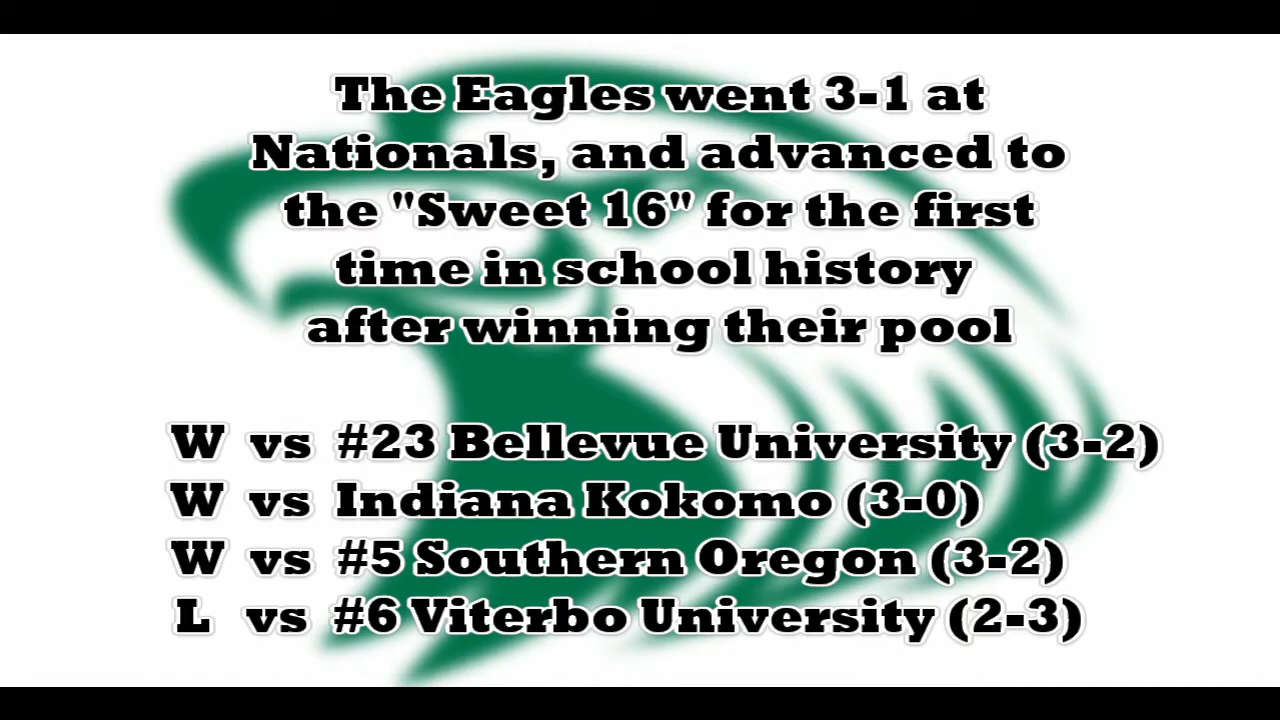 The Eagles went 3-1 at
Nationals, and advanced to
the "Sweet 16" for the first
time in school history
after winning their pool
W vs #23 Bellevue University (3-2)
W vs Indiana Kokomo (3-0)
W vs #5 Southern Oregon (3-2)
L vs #6 Viterbo University (2-3)